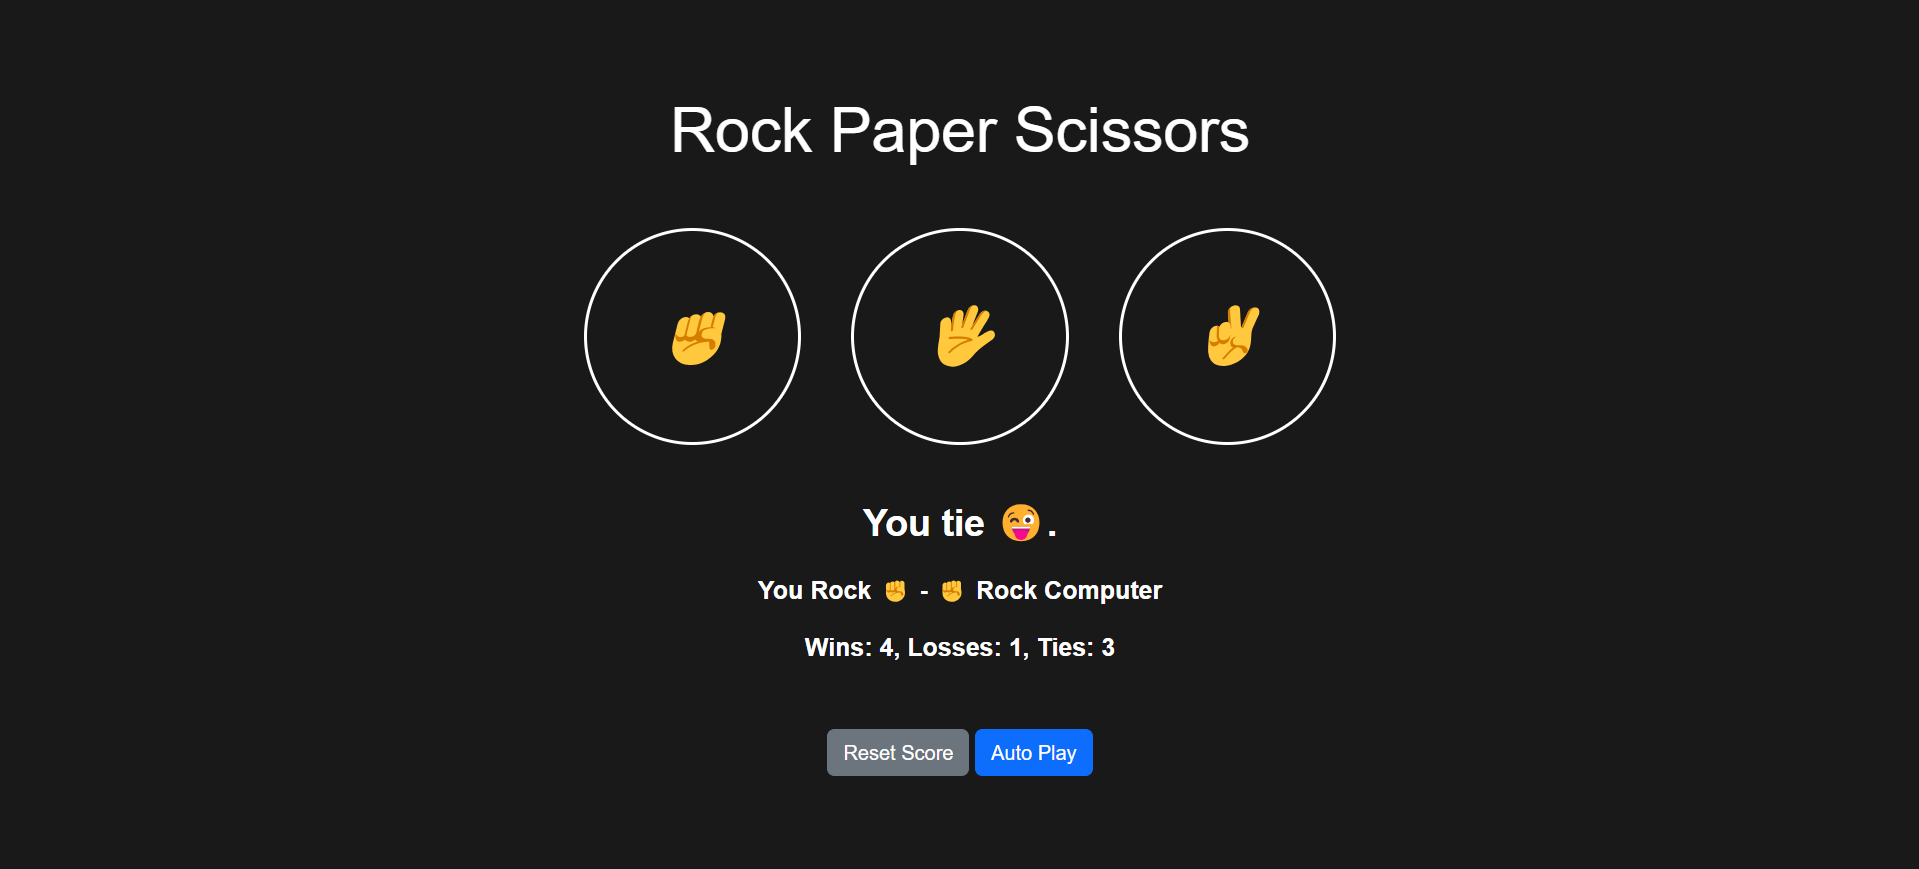 Rock Paper Scissors
You tie 😜.
You Rock ✊ - ✊ Rock Computer
Wins: 4, Losses: 1, Ties: 3
Reset Score
Auto Play